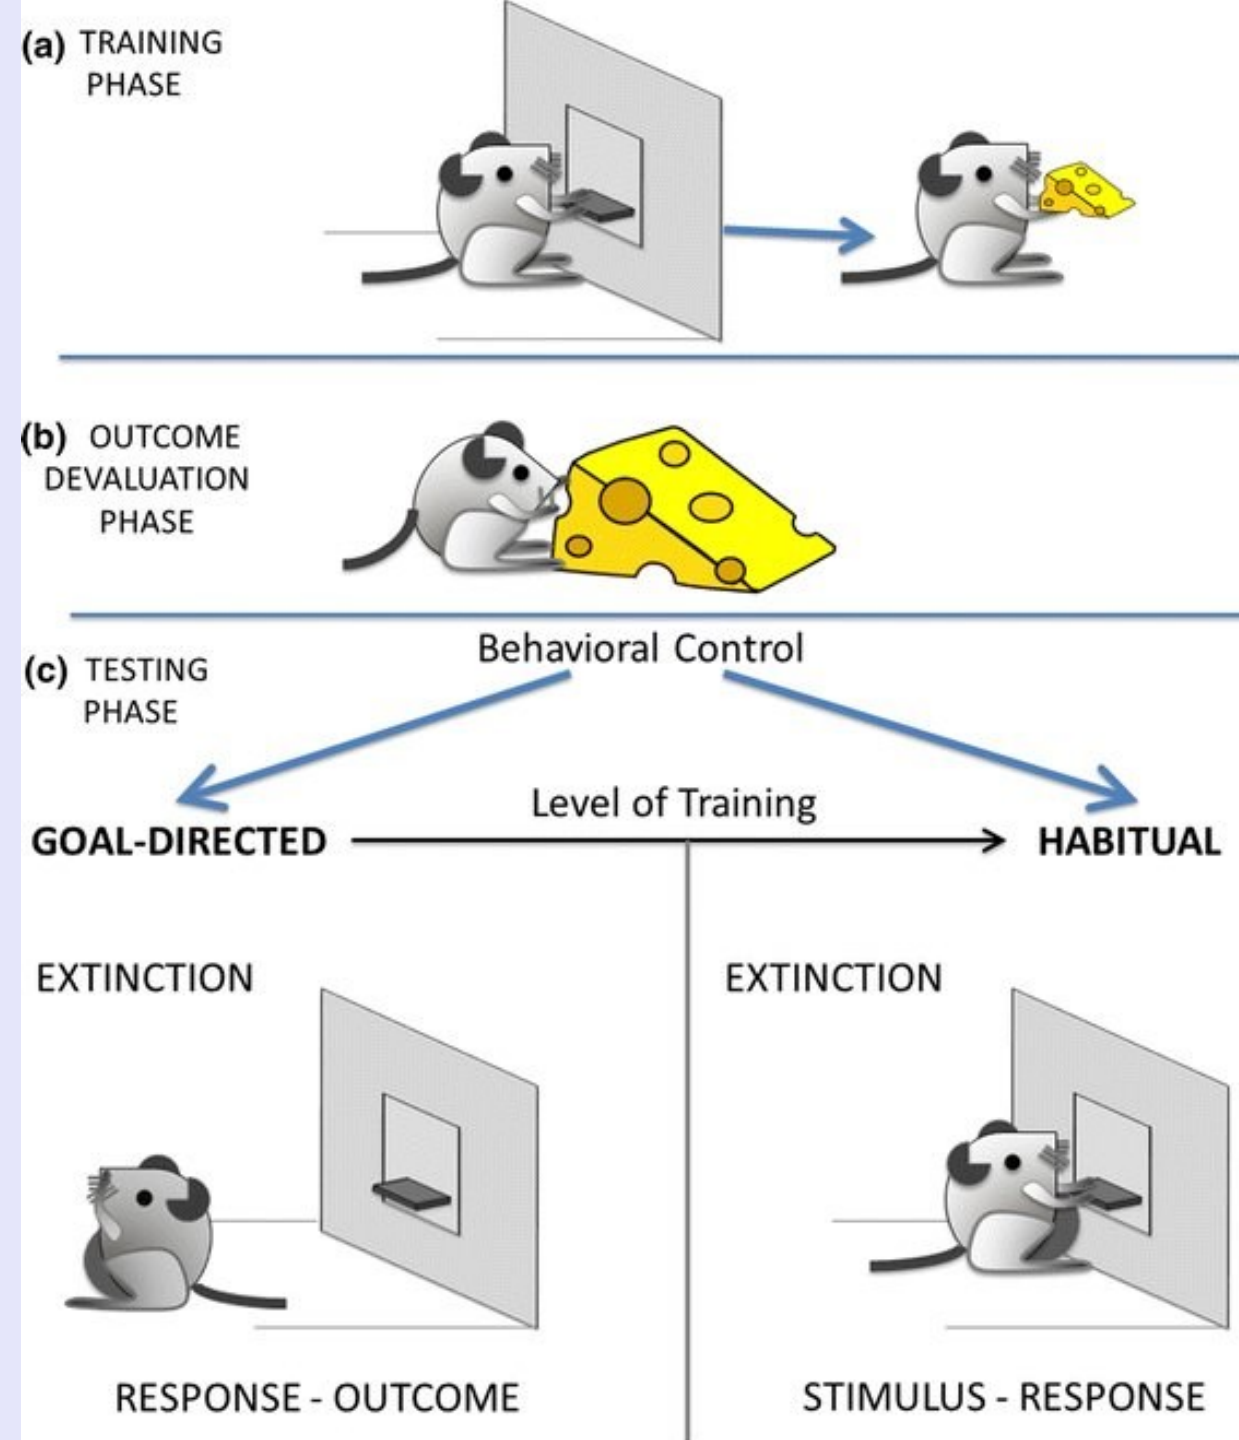 (a) TRAINING
PHASE
(b) OUTCOME
DEVALUATION
PHASE
Behavioral Control
(c) TESTING
PHASE
Level of Training
GOAL-DIRECTED
HABITUAL
EXTINCTION
EXTINCTION
RESPONSE - OUTCOME
STIMULUS - RESPONSE